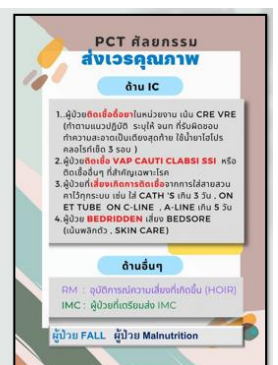 PCT ศัลยกรรม
ส่งเวรคุณภาพ
ด้าน IC
1..ผู้ป่วยติดเชื้อดื้อยาในหน่วยงาน เน้น CRE VRE
(ทำตามแนวปฏิบัติ ระบุให้ จนท ที่รับผิดชอบ
ทำความสะอาดเป็นเตียงสุดท้าย ใช้น้ำยาไฮโปร
คลอไรท์เช็ด 3 รอบ )
2.ผู้ป่วยติดเชื้อ VAP CAUTI CLABSI SSI หรือ
ติดเชื้ออื่นๆ ที่สำคัญเฉพาะโรค
3.ผู้ป่วยที่เสี่ยงเกิดการติดเชื้อจากการใส่สายสวน
คาไว้ทุกระบบ เช่น ใส่ CATH 'S เกิน 3 วัน , ON
ET TUBE ON C-LINE , A-LINE เกิน 5 วัน
4.ผู้ป่วย BEDRIDDEN เสี่ยง BEDSORE
(เน้นพลิกตัว , SKIN CARE)
ด้านอื่นๆ
RM : อุบัติการณ์ความเสี่ยงที่เกิดขึ้น (HOIR)
IMC : ผู้ป่วยที่เตรียมส่ง IMC
ผู้ป่วย FALL ผู้ป่วย Malnutrition